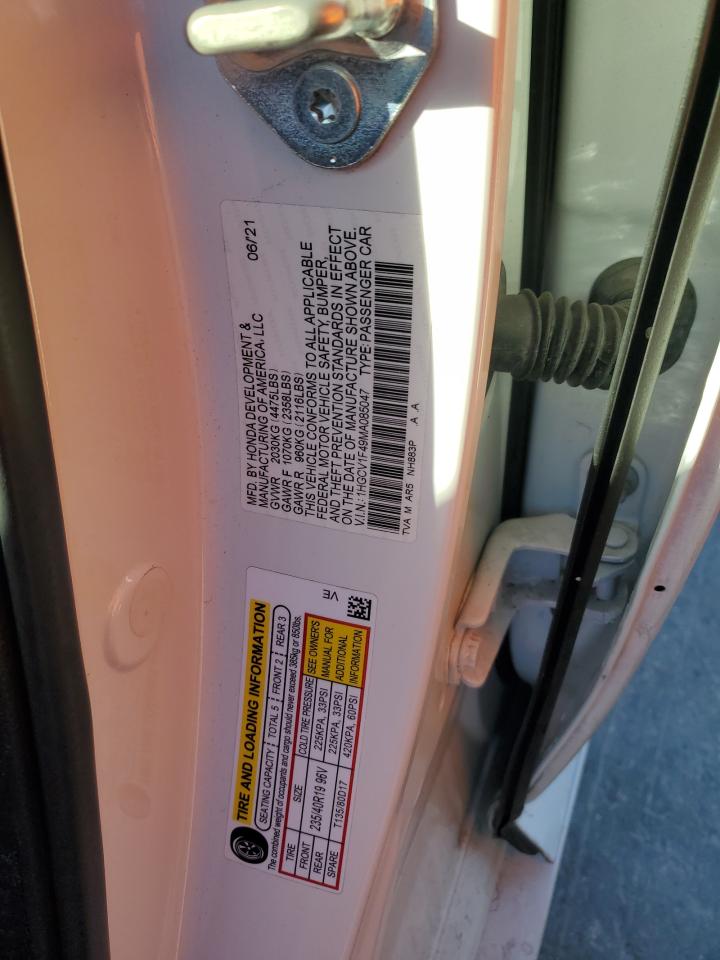 MFD. BY HONDA DEVELOPMENT & 06/'21
MANUFACTURING OF AMERICA, LLC
GVWR 2030KG (4475LBS)
GAWR F 1070KG (2358LBS)
GAWR R 960KG (2116LBS)
THIS VEHICLE CONFORMS TO ALL APPLICABLE
FEDERAL MOTOR VEHICLE SAFETY, BUMPER,
AND THEFT PREVENTION STANDARDS IN EFFECT
ON THE DATE OF MANUFACTURE SHOWN ABOVE.
V.I.N.: 1HGCV1F49MA085047 TYPE: PASSENGER CAR
TVA M AR5 NH883P .A .A
TIRE AND LOADING INFORMATION
SEATING CAPACITY TOTAL 5 FRONT 2 REAR 3
The combined weight of occupants and cargo should never exceed 385kg or 850lbs.
TIRE SIZE COLD TIRE PRESSURE SEE OWNER'S MANUAL FOR ADDITIONAL INFORMATION
FRONT 235/40R19 96V 225KPA, 33PSI
REAR 225KPA, 33PSI
SPARE T135/80D17 420KPA, 60PSI
VE